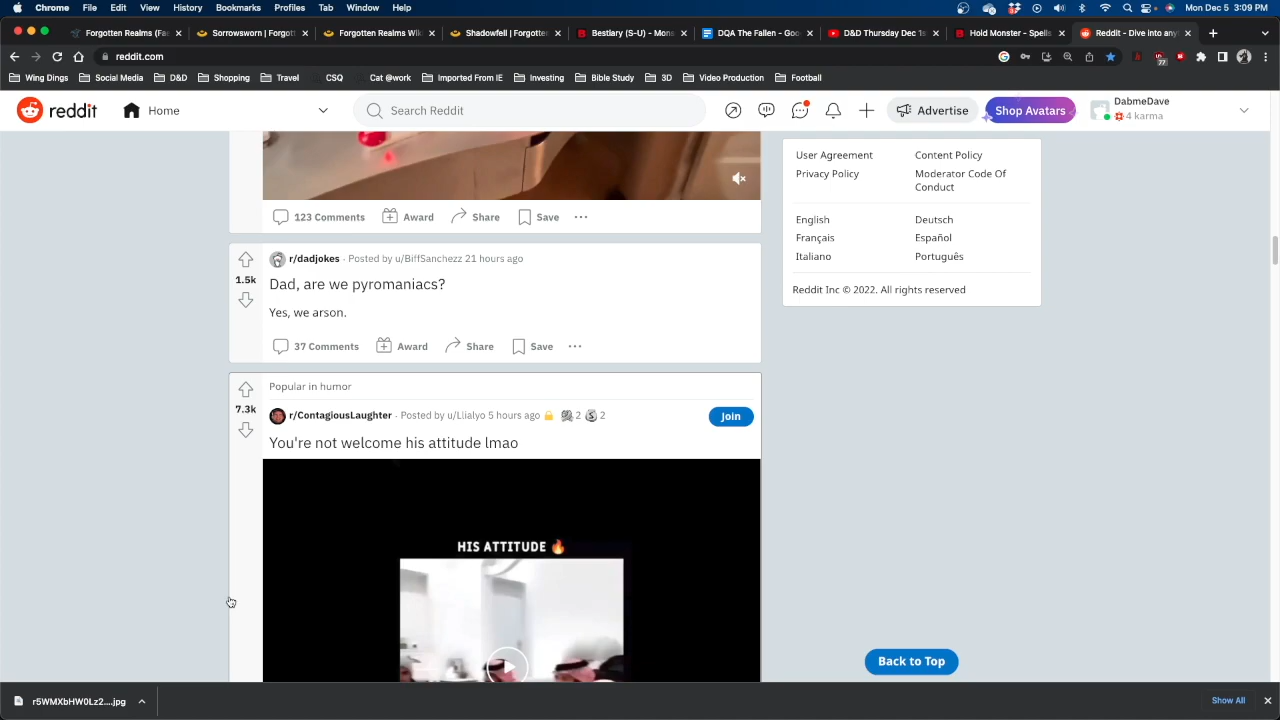 Chrome File Edit View History Bookmarks Profiles Tab Window Help Mon Dec 5 3:09 PM
Forgotten Realms (Fa Sorrowsworn | Forgott Forgotten Realms Wik Shadowfell | Forgotten Bestiary (S-U) - Mons DQA The Fallen - Goo D&D Thursday Dec 1s Hold Monster - Spells Reddit - Dive into any
reddit.com 77
Wing Dings Social Media D&D Shopping Travel CSQ Cat @work Imported From IE Investing Bible Study 3D Video Production Football
reddit Home Search Reddit Advertise Shop Avatars DabmeDave
4 karma
123 Comments Award Share Save ...
r/dadjokes · Posted by u/BiffSanchezz 21 hours ago
1.5k
Dad, are we pyromaniacs?
Yes, we arson.
37 Comments Award Share Save ...
Popular in humor
7.3k
r/ContagiousLaughter · Posted by u/Llialyo 5 hours ago 2 2 Join
You're not welcome his attitude lmao
HIS ATTITUDE 🔥
User Agreement Content Policy
Privacy Policy Moderator Code Of
Conduct
English Deutsch
Français Español
Italiano Português
Reddit Inc © 2022. All rights reserved
Back to Top
r5WMXbHW0Lz2....jpg Show All